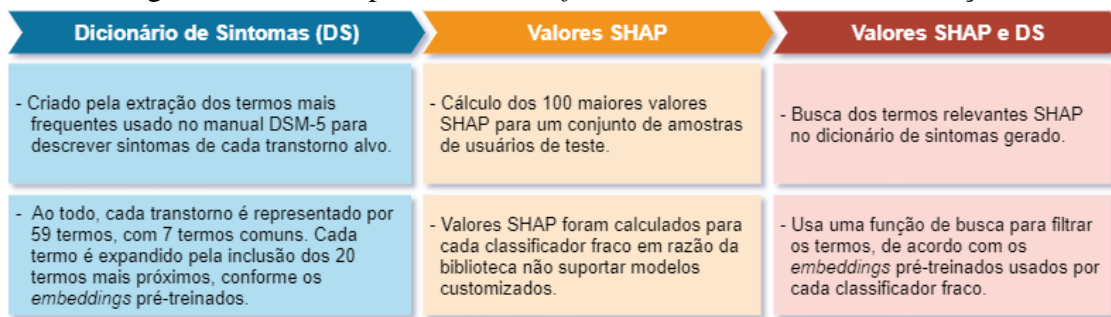 Dicionário de Sintomas (DS)
Valores SHAP
Valores SHAP e DS
- Criado pela extração dos termos mais
frequentes usado no manual DSM-5 para
descrever sintomas de cada transtorno alvo.
- Cálculo dos 100 maiores valores
SHAP para um conjunto de amostras
de usuários de teste.
- Busca dos termos relevantes SHAP
no dicionário de sintomas gerado.
- Ao todo, cada transtorno é representado por
59 termos, com 7 termos comuns. Cada
termo é expandido pela inclusão dos 20
termos mais próximos, conforme os
embeddings pré-treinados.
- Valores SHAP foram calculados para
cada classificador fraco em razão da
biblioteca não suportar modelos
customizados.
- Usa uma função de busca para filtrar
os termos, de acordo com os
embeddings pré-treinados usados por
cada classificador fraco.